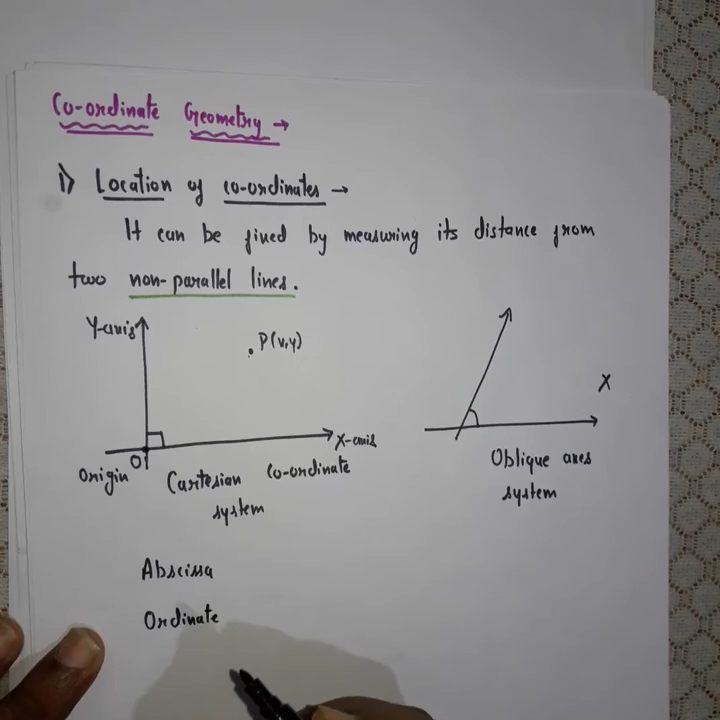 Co-ordinate Geometry →
1) Location of co-ordinates →
It can be fixed by measuring its distance from
two non-parallel lines.
Y-axis
P(x,y)
X-axis
O
Origin
Cartesian co-ordinate
system
X
Oblique axes
system
Abscissa
Ordinate